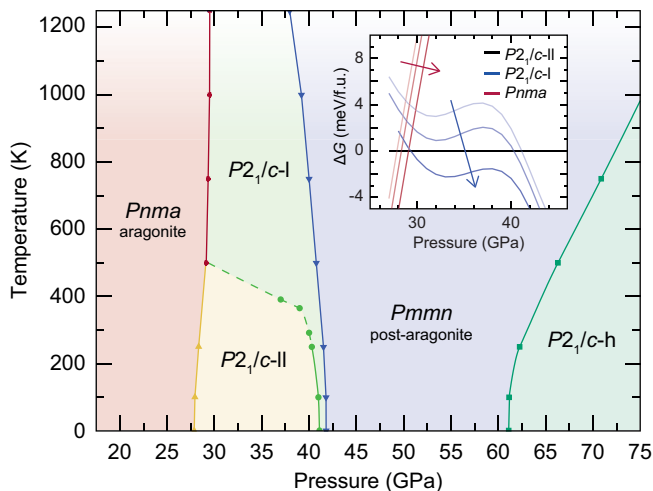 Temperature (K)
1200
1000
800
600
400
200
0
20
25
30
35
40
45
50
55
60
65
70
75
Pressure (GPa)
Pnma
aragonite
P2₁/c-I
P2₁/c-II
Pmmn
post-aragonite
P2₁/c-h
ΔG (meV/f.u.)
8
4
0
-4
30
40
Pressure (GPa)
P2₁/c-II
P2₁/c-I
Pnma